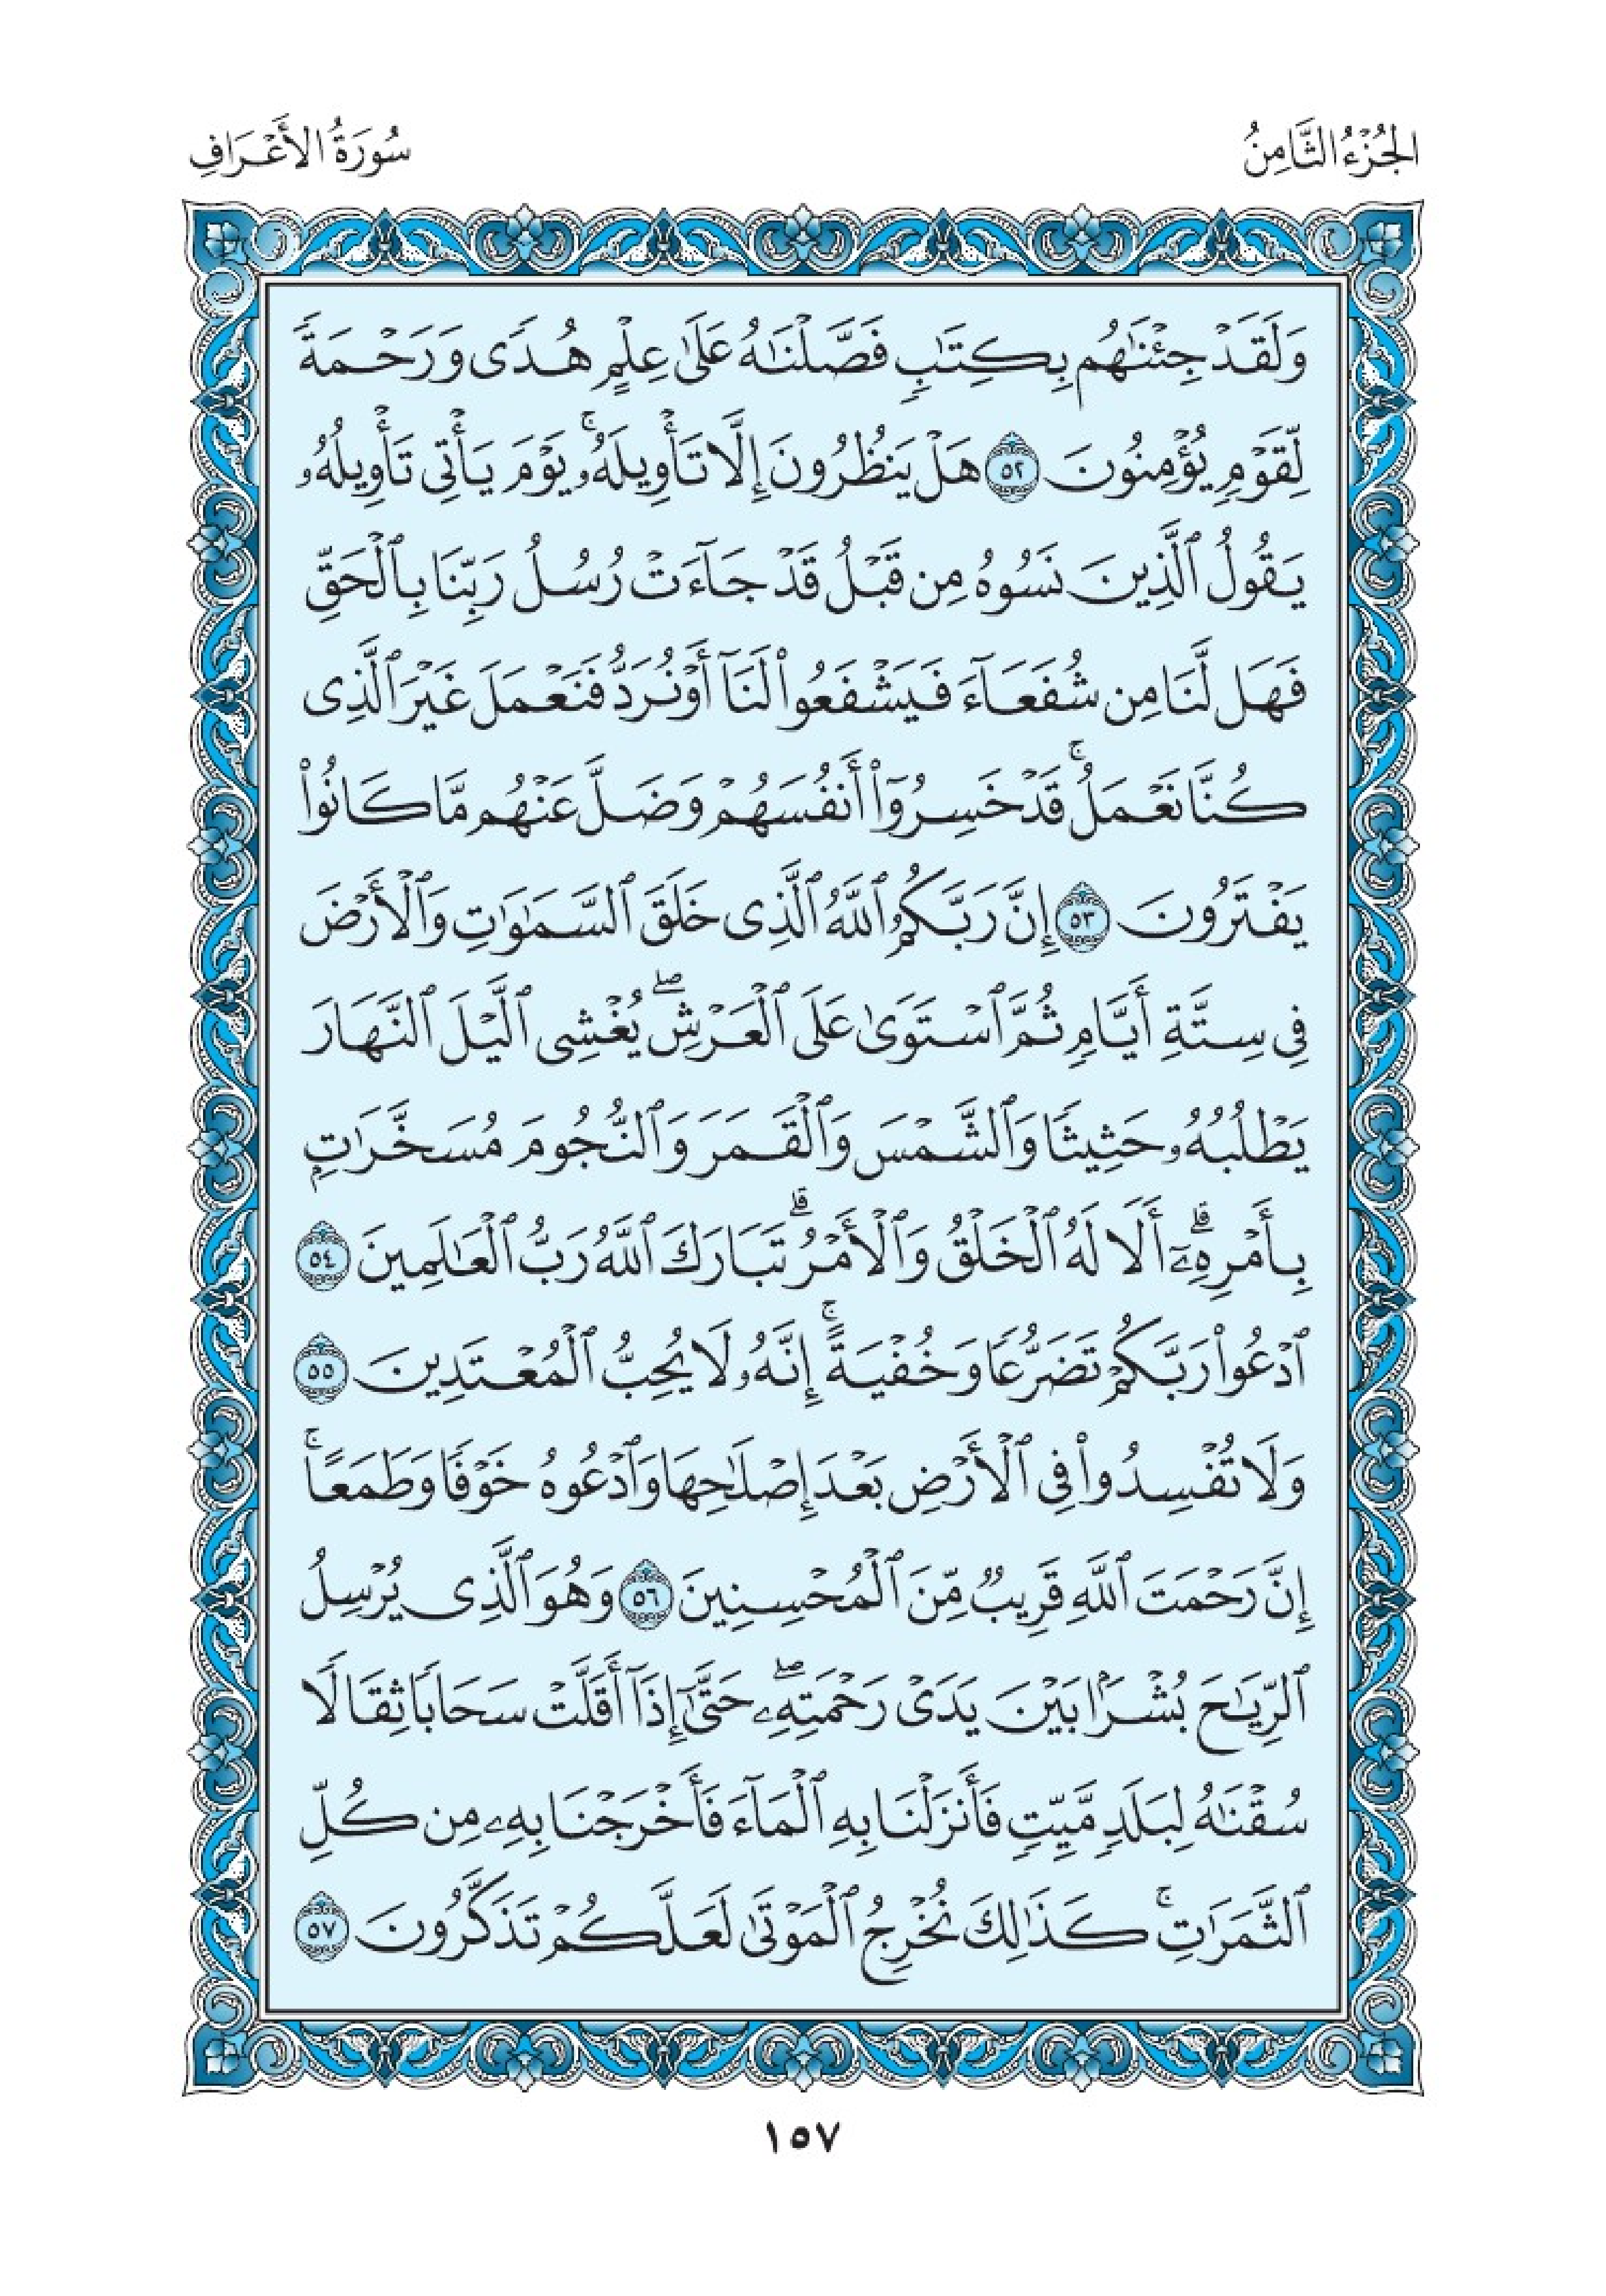 الجُزْءُ الثَّامِنُ
سُورَةُ الأَعْرَافِ
وَلَقَدْ جِئْنَٰهُم بِكِتَٰبٖ فَصَّلْنَٰهُ عَلَىٰ عِلْمٍ هُدٗى وَرَحْمَةٗ
لِّقَوْمٖ يُؤْمِنُونَ ٥٢ هَلْ يَنظُرُونَ إِلَّا تَأْوِيلَهُۥۚ يَوْمَ يَأْتِي تَأْوِيلُهُۥ
يَقُولُ ٱلَّذِينَ نَسُوهُ مِن قَبْلُ قَدْ جَآءَتْ رُسُلُ رَبِّنَا بِٱلْحَقِّ
فَهَل لَّنَا مِن شُفَعَآءَ فَيَشْفَعُوا۟ لَنَآ أَوْ نُرَدُّ فَنَعْمَلَ غَيْرَ ٱلَّذِى
كُنَّا نَعْمَلُۚ قَدْ خَسِرُوٓا۟ أَنفُسَهُمْ وَضَلَّ عَنْهُم مَّا كَانُوا۟
يَفْتَرُونَ ٥٣ إِنَّ رَبَّكُمُ ٱللَّهُ ٱلَّذِى خَلَقَ ٱلسَّمَٰوَٰتِ وَٱلْأَرْضَ
فِى سِتَّةِ أَيَّامٖ ثُمَّ ٱسْتَوَىٰ عَلَى ٱلْعَرْشِۖ يُغْشِى ٱلَّيْلَ ٱلنَّهَارَ
يَطْلُبُهُۥ حَثِيثٗا وَٱلشَّمْسَ وَٱلْقَمَرَ وَٱلنُّجُومَ مُسَخَّرَٰتِۭ
بِأَمْرِهِۦٓۗ أَلَا لَهُ ٱلْخَلْقُ وَٱلْأَمْرُۗ تَبَارَكَ ٱللَّهُ رَبُّ ٱلْعَٰلَمِينَ ٥٤
ٱدْعُوا۟ رَبَّكُمْ تَضَرُّعٗا وَخُفْيَةًۚ إِنَّهُۥ لَا يُحِبُّ ٱلْمُعْتَدِينَ ٥٥
وَلَا تُفْسِدُوا۟ فِى ٱلْأَرْضِ بَعْدَ إِصْلَٰحِهَا وَٱدْعُوهُ خَوْفٗا وَطَمَعًاۚ
إِنَّ رَحْمَتَ ٱللَّهِ قَرِيبٞ مِّنَ ٱلْمُحْسِنِينَ ٥٦ وَهُوَ ٱلَّذِى يُرْسِلُ
ٱلرِّيَٰحَ بُشْرَۢا بَيْنَ يَدَىْ رَحْمَتِهِۦۖ حَتَّىٰٓ إِذَآ أَقَلَّتْ سَحَابٗا ثِقَالٗا
سُقْنَٰهُ لِبَلَدٖ مَّيِّتٖ فَأَنزَلْنَا بِهِ ٱلْمَآءَ فَأَخْرَجْنَا بِهِۦ مِن كُلِّ
ٱلثَّمَرَٰتِۚ كَذَٰلِكَ نُخْرِجُ ٱلْمَوْتَىٰ لَعَلَّكُمْ تَذَكَّرُونَ ٥٧
١٥٧